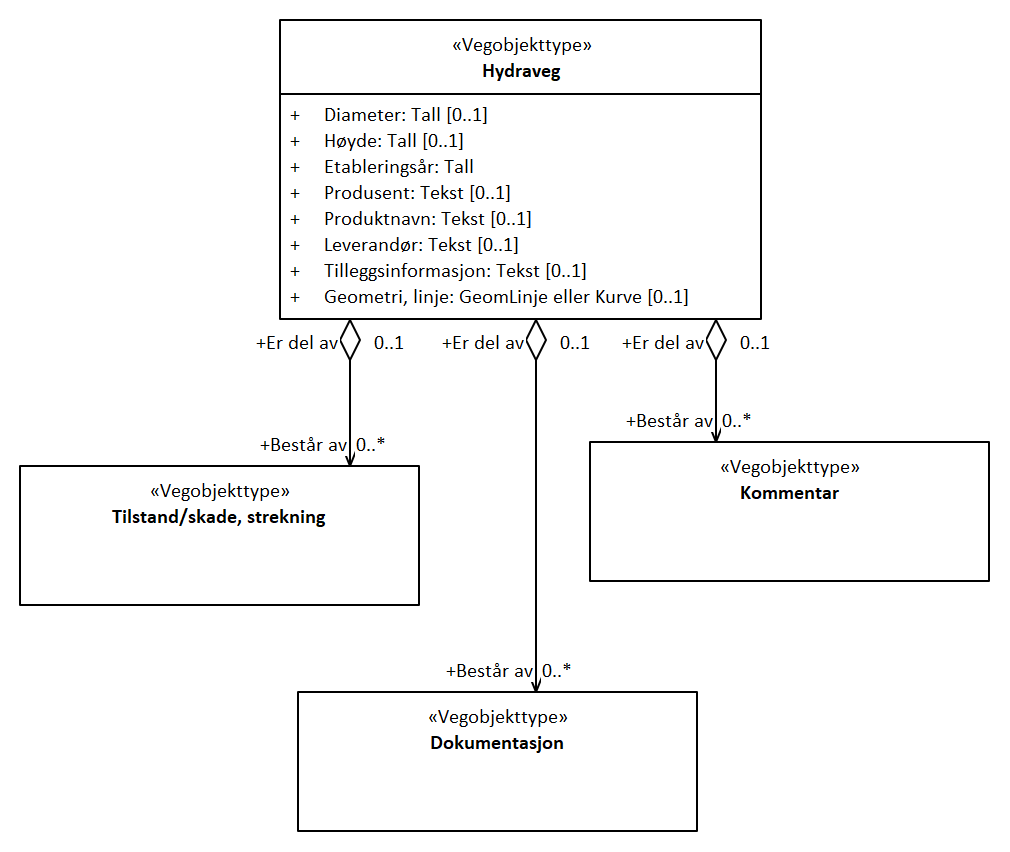 «Vegobjekttype»
Hydraveg
+ Diameter: Tall [0..1]
+ Høyde: Tall [0..1]
+ Etableringsår: Tall
+ Produsent: Tekst [0..1]
+ Produktnavn: Tekst [0..1]
+ Leverandør: Tekst [0..1]
+ Tilleggsinformasjon: Tekst [0..1]
+ Geometri, linje: GeomLinje eller Kurve [0..1]
+Er del av 0..1 +Er del av 0..1 +Er del av 0..1
+Består av 0..*
+Består av 0..*
«Vegobjekttype»
Kommentar
«Vegobjekttype»
Tilstand/skade, strekning
+Består av 0..*
«Vegobjekttype»
Dokumentasjon